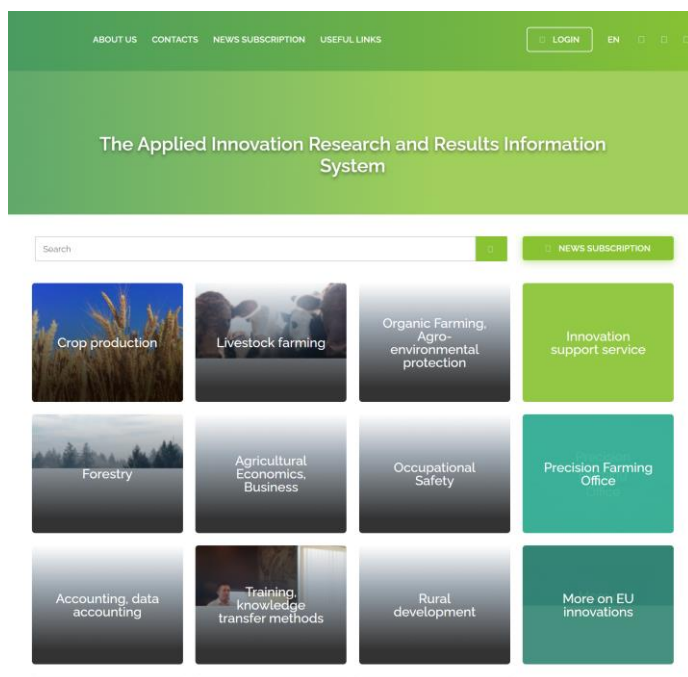 ABOUT US CONTACTS NEWS SUBSCRIPTION USEFUL LINKS LOGIN EN
The Applied Innovation Research and Results Information
System
Search
NEWS SUBSCRIPTION
Crop production
Livestock farming
Organic Farming,
Agro-
environmental
protection
Innovation
support service
Forestry
Agricultural
Economics,
Business
Occupational
Safety
Precision Farming
Office
Accounting, data
accounting
Training,
knowledge
transfer methods
Rural
development
More on EU
innovations